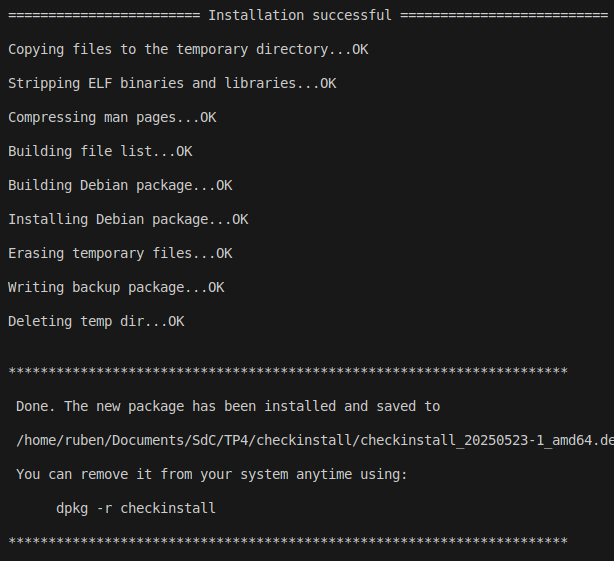 ======================== Installation successful ==========================
Copying files to the temporary directory...OK
Stripping ELF binaries and libraries...OK
Compressing man pages...OK
Building file list...OK
Building Debian package...OK
Installing Debian package...OK
Erasing temporary files...OK
Writing backup package...OK
Deleting temp dir...OK
**********************************************************************
Done. The new package has been installed and saved to
/home/ruben/Documents/SdC/TP4/checkinstall/checkinstall_20250523-1_amd64.de
You can remove it from your system anytime using:
dpkg -r checkinstall
**********************************************************************